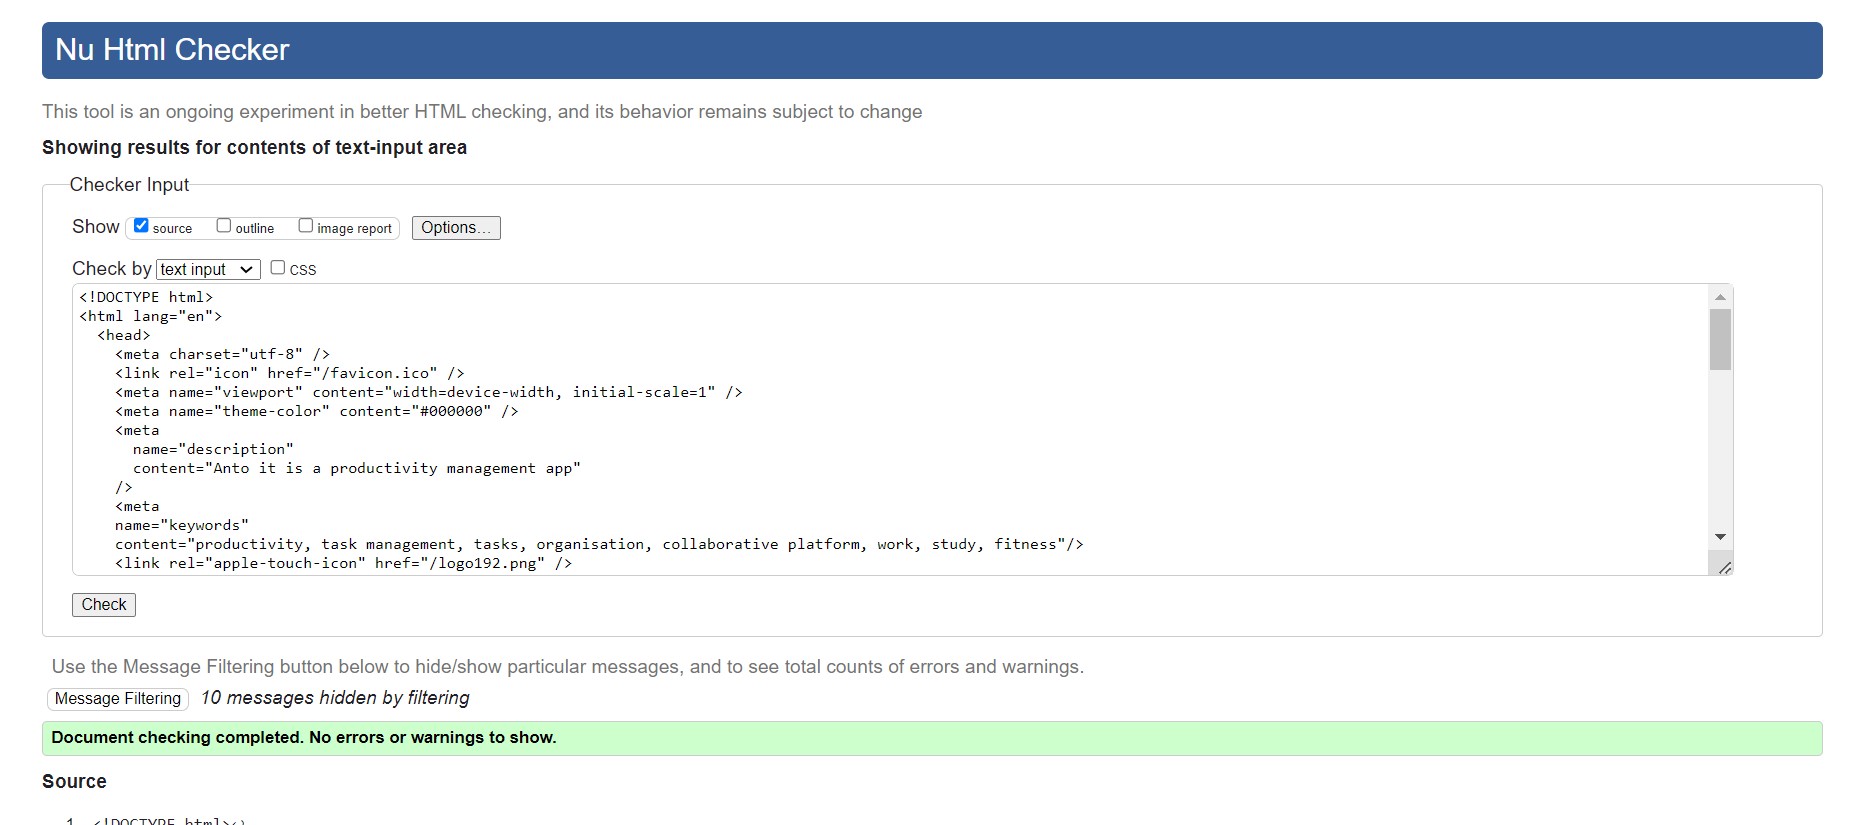 Nu Html Checker
This tool is an ongoing experiment in better HTML checking, and its behavior remains subject to change
Showing results for contents of text-input area
Checker Input
Show source outline image report Options...
Check by text input CSS
<!DOCTYPE html>
<html lang="en">
  <head>
    <meta charset="utf-8" />
    <link rel="icon" href="/favicon.ico" />
    <meta name="viewport" content="width=device-width, initial-scale=1" />
    <meta name="theme-color" content="#000000" />
    <meta
      name="description"
      content="Anto it is a productivity management app"
    />
    <meta
    name="keywords"
    content="productivity, task management, tasks, organisation, collaborative platform, work, study, fitness"/>
    <link rel="apple-touch-icon" href="/logo192.png" />
Check
Use the Message Filtering button below to hide/show particular messages, and to see total counts of errors and warnings.
Message Filtering 10 messages hidden by filtering
Document checking completed. No errors or warnings to show.
Source
1. <!DOCTYPE html>